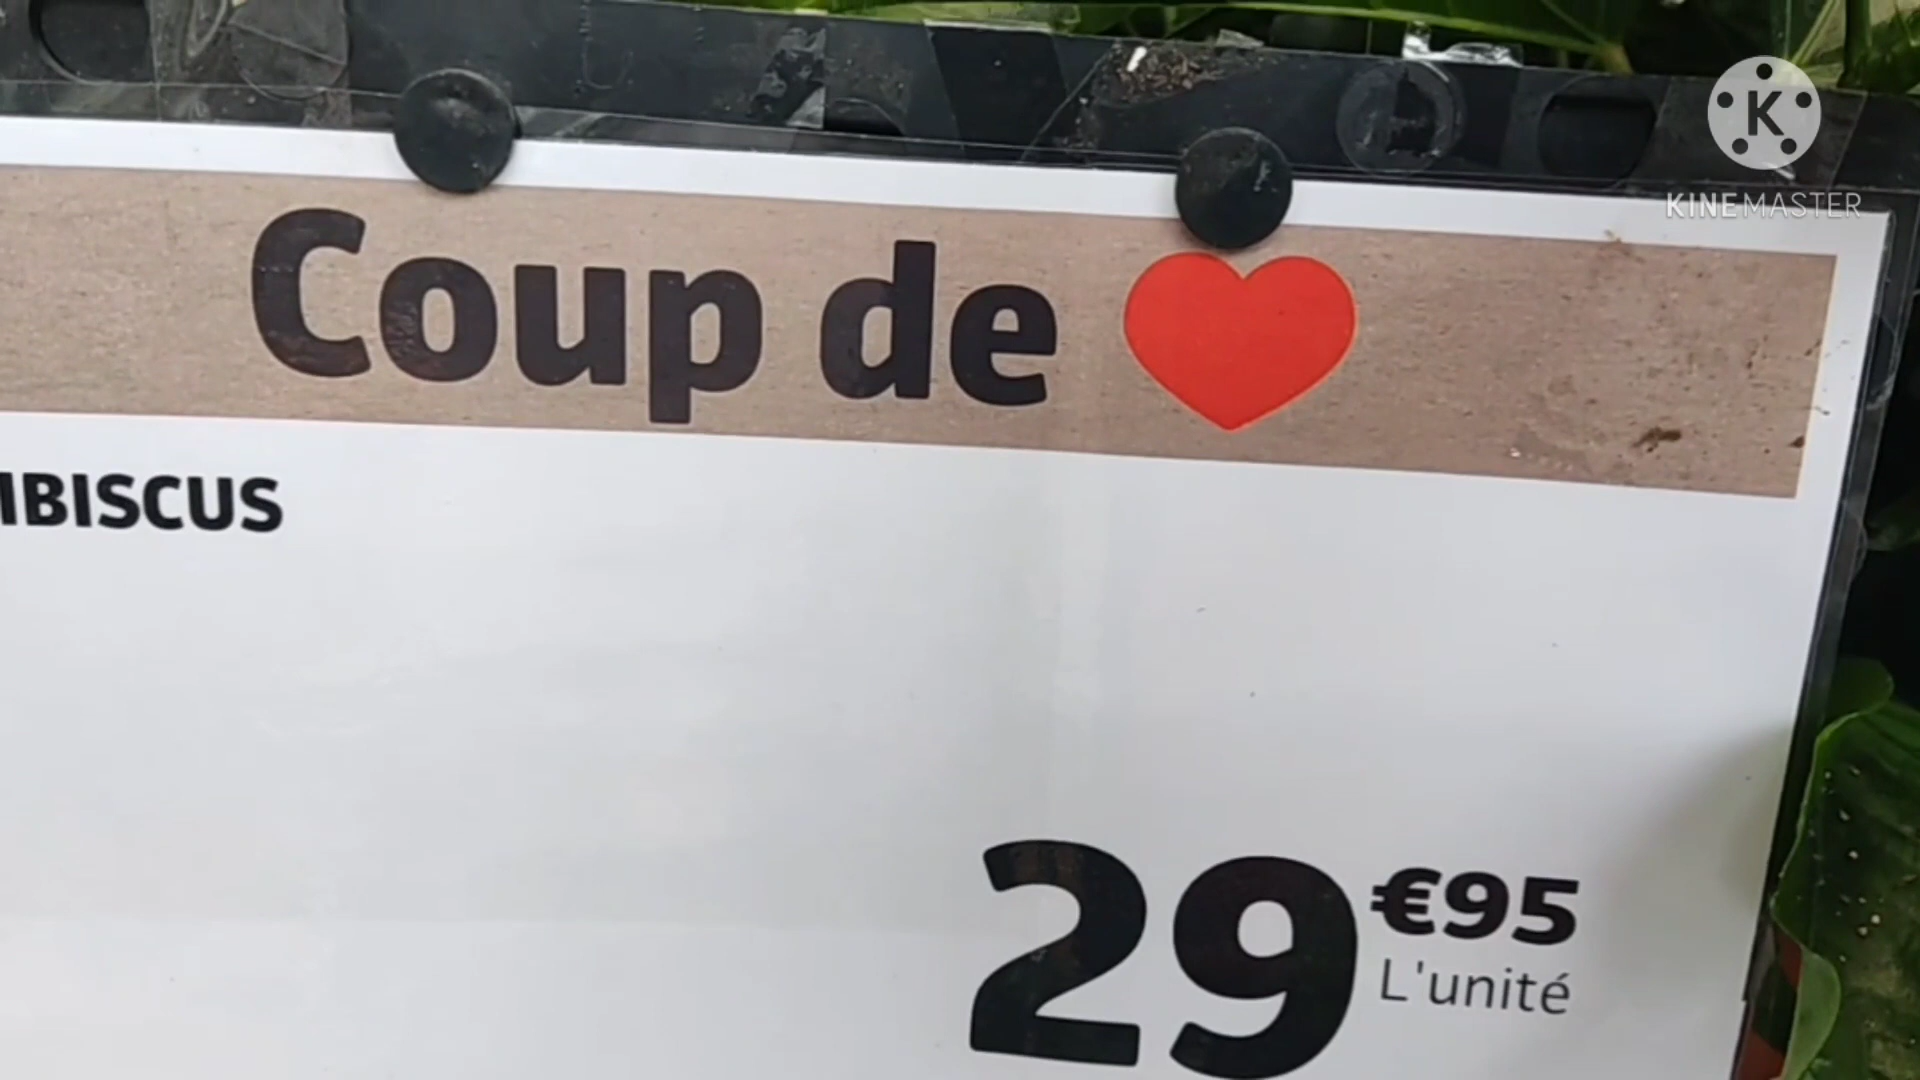 K
KINEMASTER
Coup de ❤
IBISCUS
29 €95
L'unité